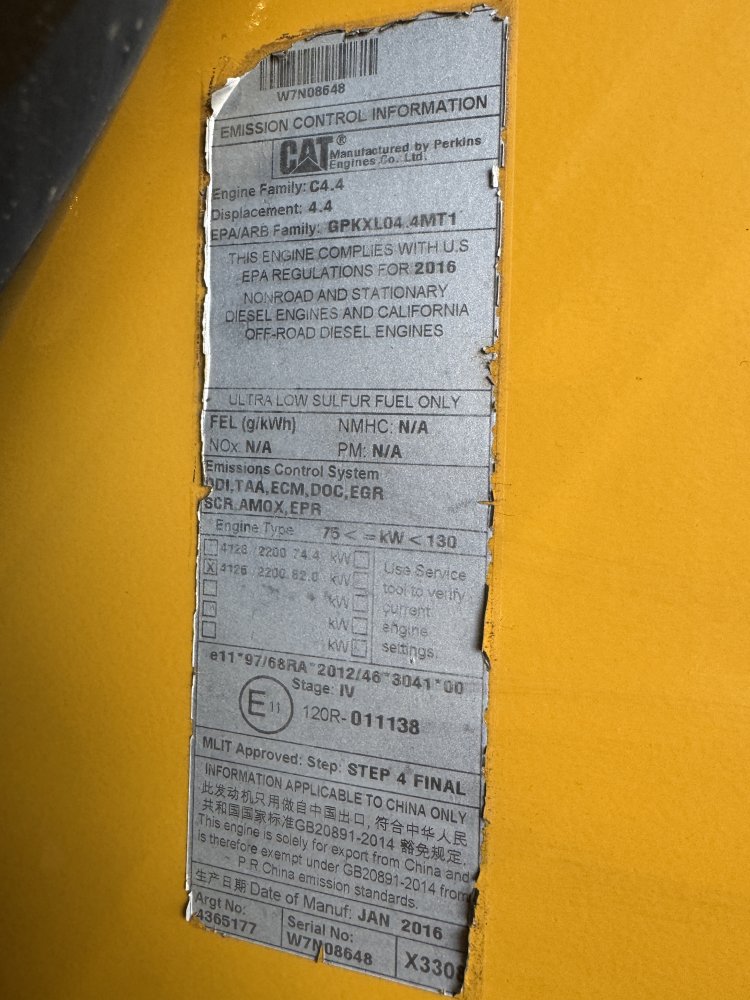 W7N08648
EMISSION CONTROL INFORMATION
CAT® Manufactured by Perkins
Engines Co. Ltd.
Engine Family: C4.4
Displacement: 4.4
EPA/ARB Family: GPKXL04.4MT1
THIS ENGINE COMPLIES WITH U.S
EPA REGULATIONS FOR 2016
NONROAD AND STATIONARY
DIESEL ENGINES AND CALIFORNIA
OFF-ROAD DIESEL ENGINES
ULTRA LOW SULFUR FUEL ONLY
FEL (g/kWh) NMHC: N/A
NOx: N/A PM: N/A
Emissions Control System
DDI,TAA,ECM,DOC,EGR
SCR,AMOX,EPR
Engine Type 75 < = kW < 130
4128 / 2200 74.4 kW
X 4126 2200 82.0 kW
kW
kW
kW
Use Service
tool to verify
current
engine
settings.
e11*97/68RA*2012/46*3041*00
Stage: IV
E 11 120R- 011138
MLIT Approved: Step: STEP 4 FINAL
INFORMATION APPLICABLE TO CHINA ONLY
此发动机只用做自中国出口, 符合中华人民
共和国国家标准GB20891-2014 豁免规定.
This engine is solely for export from China and
is therefore exempt under GB20891-2014 from
P R China emission standards.
生产日期 Date of Manuf: JAN 2016
Argt No:
4365177
Serial No:
W7N08648
X330S